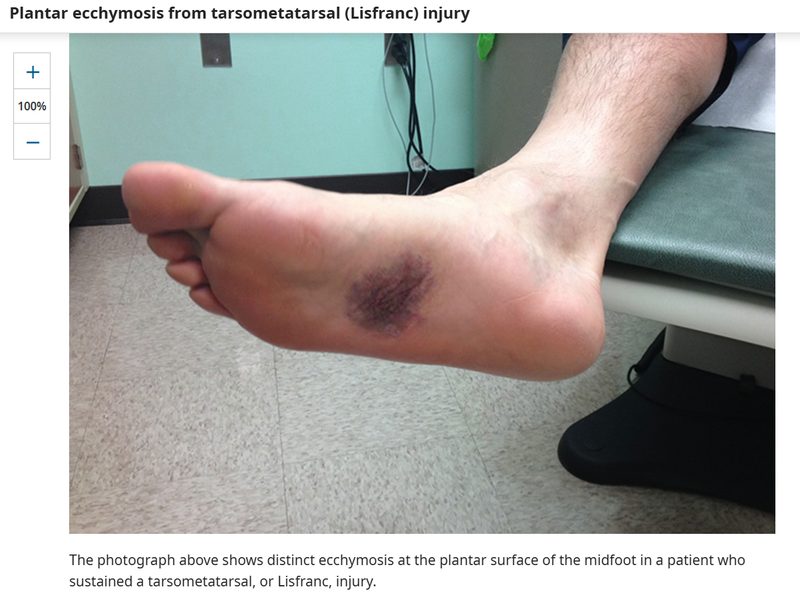 Plantar ecchymosis from tarsometatarsal (Lisfranc) injury
+
100%
−
The photograph above shows distinct ecchymosis at the plantar surface of the midfoot in a patient who
sustained a tarsometatarsal, or Lisfranc, injury.